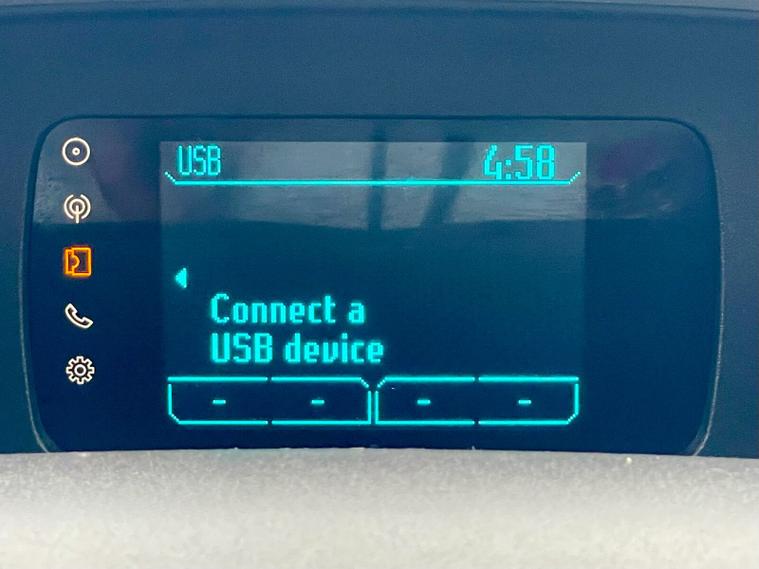 USB 4:58
Connect a
USB device
- - - -